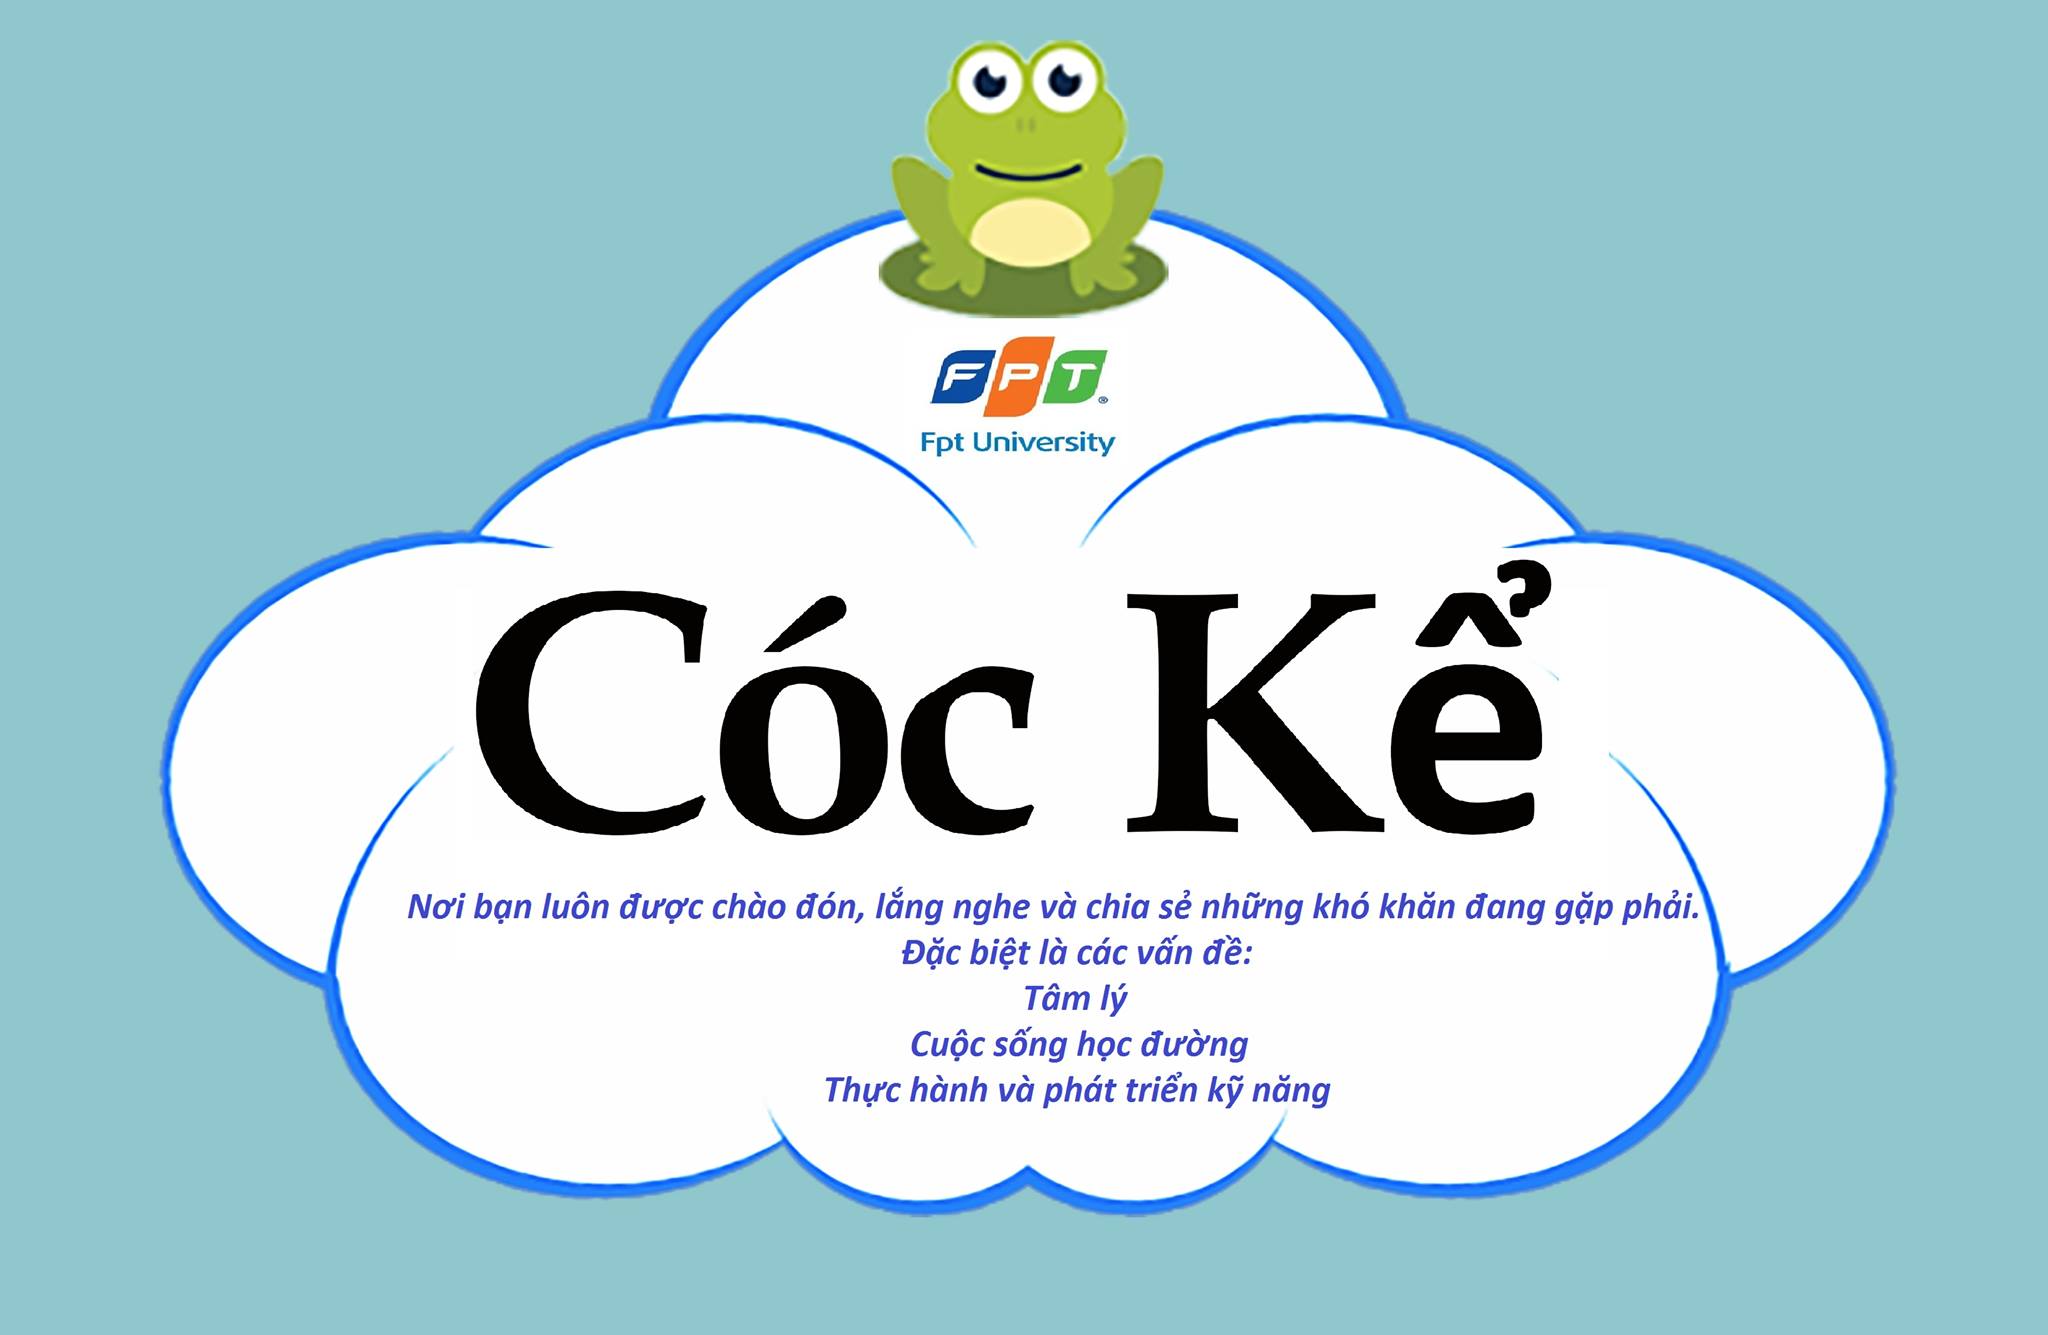 FPT®
Fpt University
Cóc Kể
Nơi bạn luôn được chào đón, lắng nghe và chia sẻ những khó khăn đang gặp phải.
Đặc biệt là các vấn đề:
Tâm lý
Cuộc sống học đường
Thực hành và phát triển kỹ năng